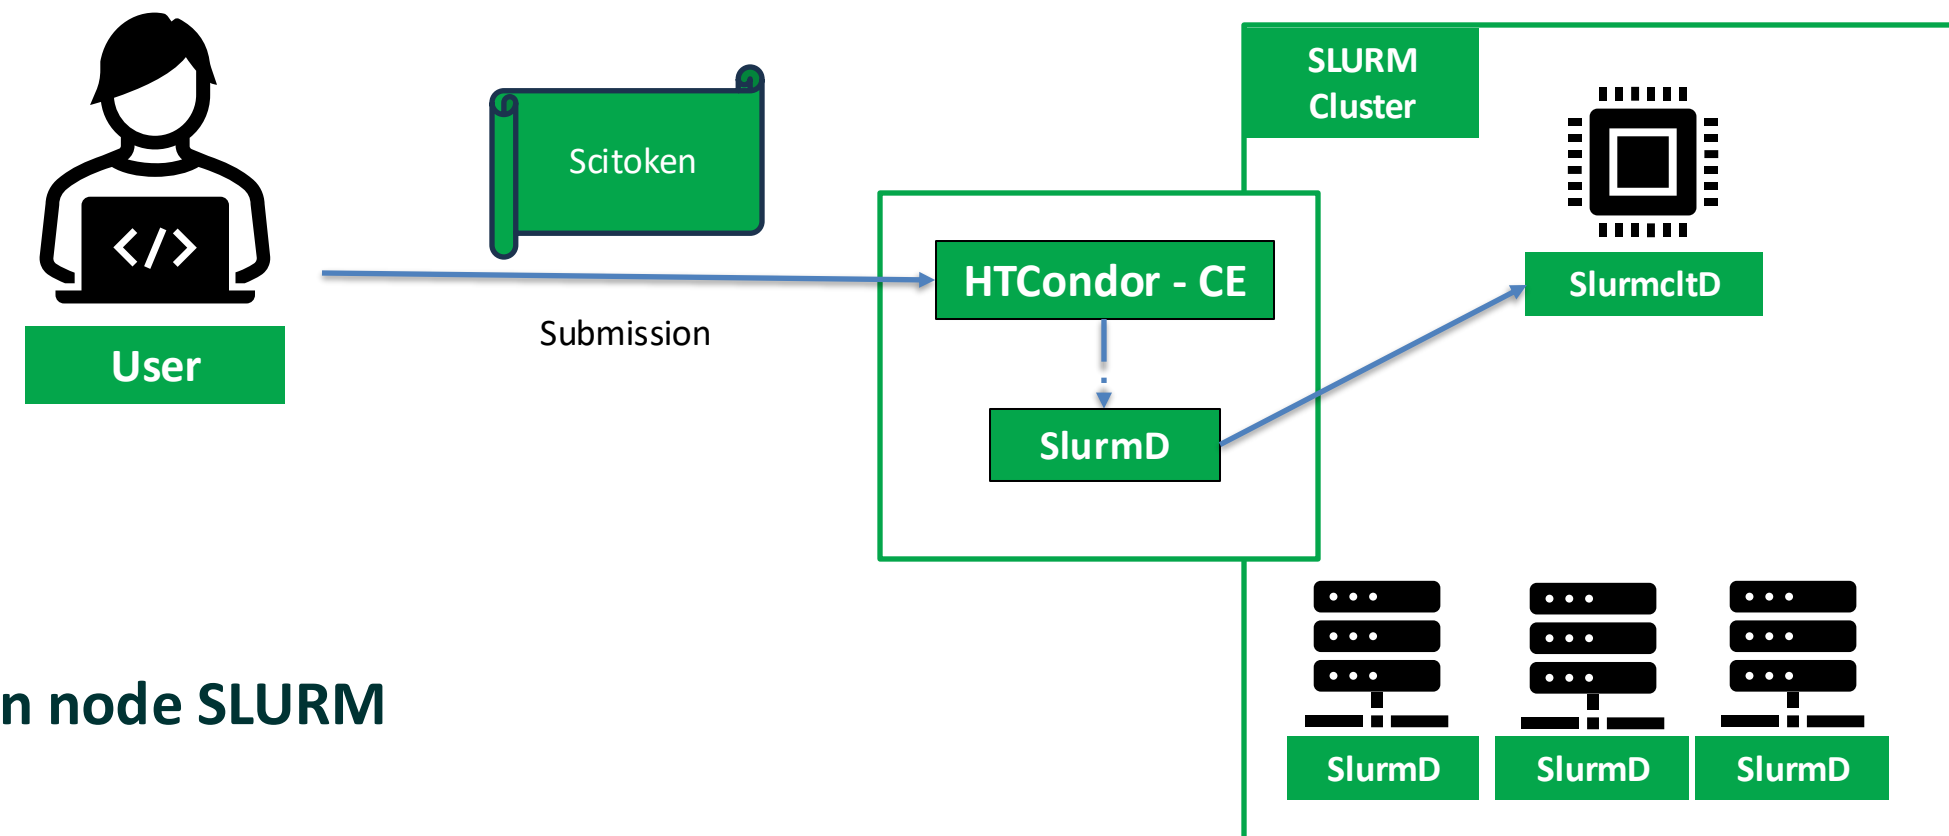 SLURM
Cluster
Scitoken
HTCondor - CE
SlurmcltD
Submission
User
SlurmD
n node SLURM
SlurmD
SlurmD
SlurmD